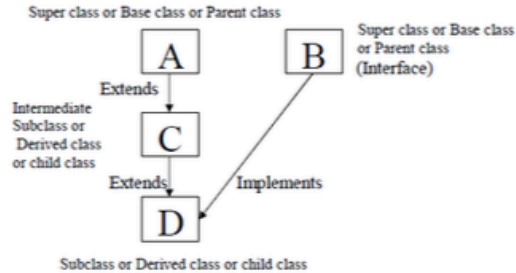 Super class or Base class or Parent class
A
B
Super class or Base class
or Parent class
(Interface)
Extends
Intermediate
Subclass or
Derived class
or child class
C
Extends
Implements
D
Subclass or Derived class or child class